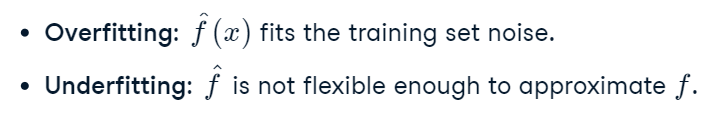 • Overfitting: f̂(x) fits the training set noise.
• Underfitting: f̂ is not flexible enough to approximate f.